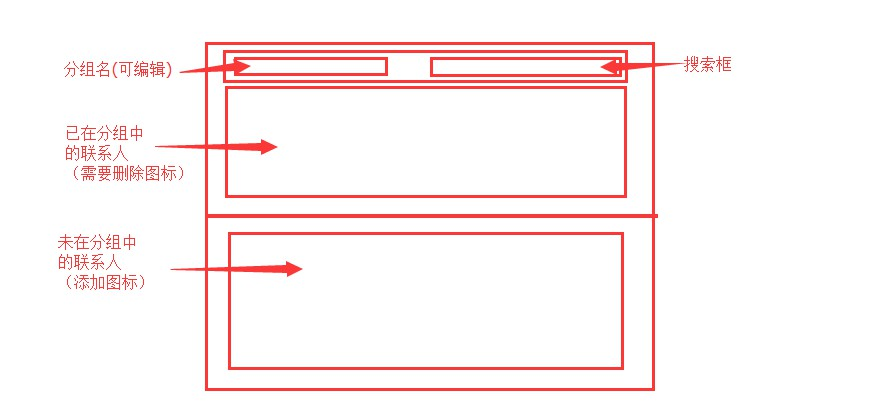 分组名(可编辑)
搜索框
已在分组中
的联系人
（需要删除图标）
未在分组中
的联系人
（添加图标）